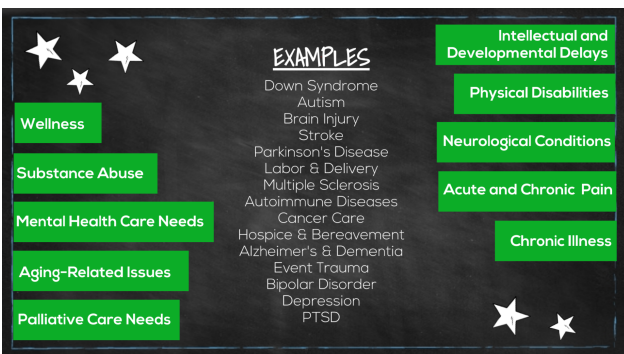 EXAMPLES
Down Syndrome
Autism
Brain Injury
Stroke
Parkinson's Disease
Labor & Delivery
Multiple Sclerosis
Autoimmune Diseases
Cancer Care
Hospice & Bereavement
Alzheimer's & Dementia
Event Trauma
Bipolar Disorder
Depression
PTSD
Wellness
Substance Abuse
Mental Health Care Needs
Aging-Related Issues
Palliative Care Needs
Intellectual and
Developmental Delays
Physical Disabilities
Neurological Conditions
Acute and Chronic Pain
Chronic Illness